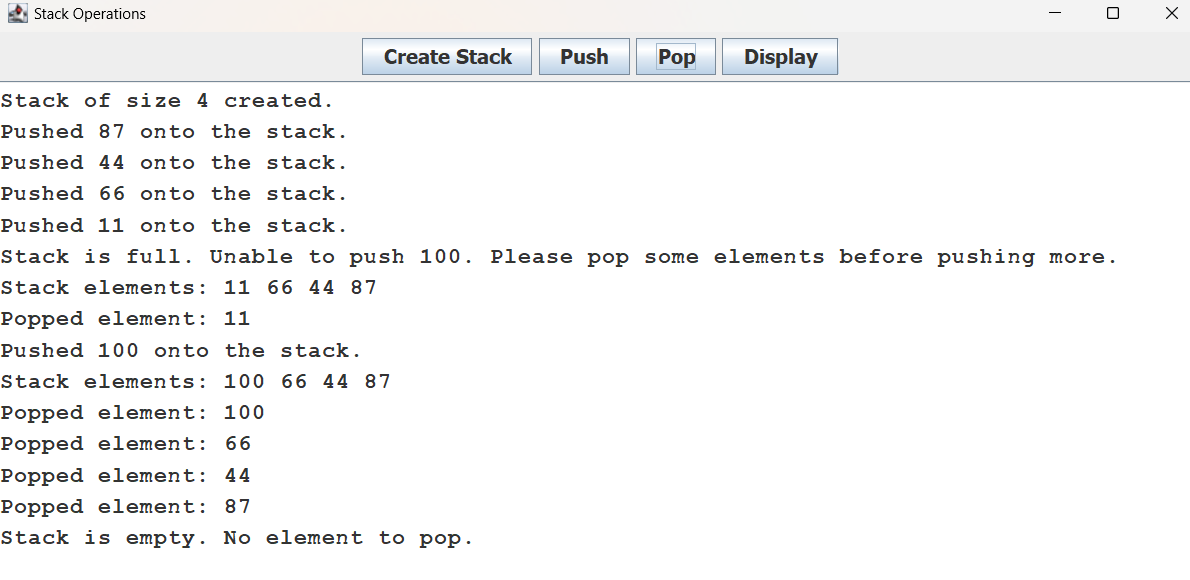 Stack Operations
Create Stack Push Pop Display
Stack of size 4 created.
Pushed 87 onto the stack.
Pushed 44 onto the stack.
Pushed 66 onto the stack.
Pushed 11 onto the stack.
Stack is full. Unable to push 100. Please pop some elements before pushing more.
Stack elements: 11 66 44 87
Popped element: 11
Pushed 100 onto the stack.
Stack elements: 100 66 44 87
Popped element: 100
Popped element: 66
Popped element: 44
Popped element: 87
Stack is empty. No element to pop.